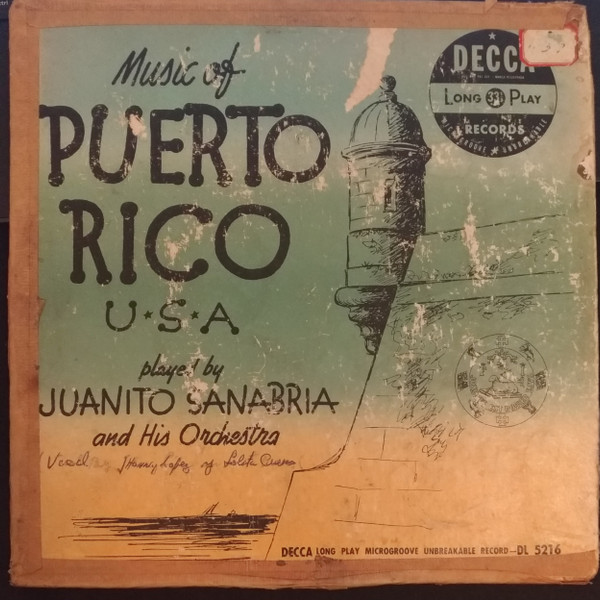 Music of
PUERTO
RICO
U★S★A
played by
JUANITO SANABRIA
and His Orchestra
DECCA
LONG 33⅓ PLAY
RECORDS
DECCA LONG PLAY MICROGROOVE UNBREAKABLE RECORD—DL 5216